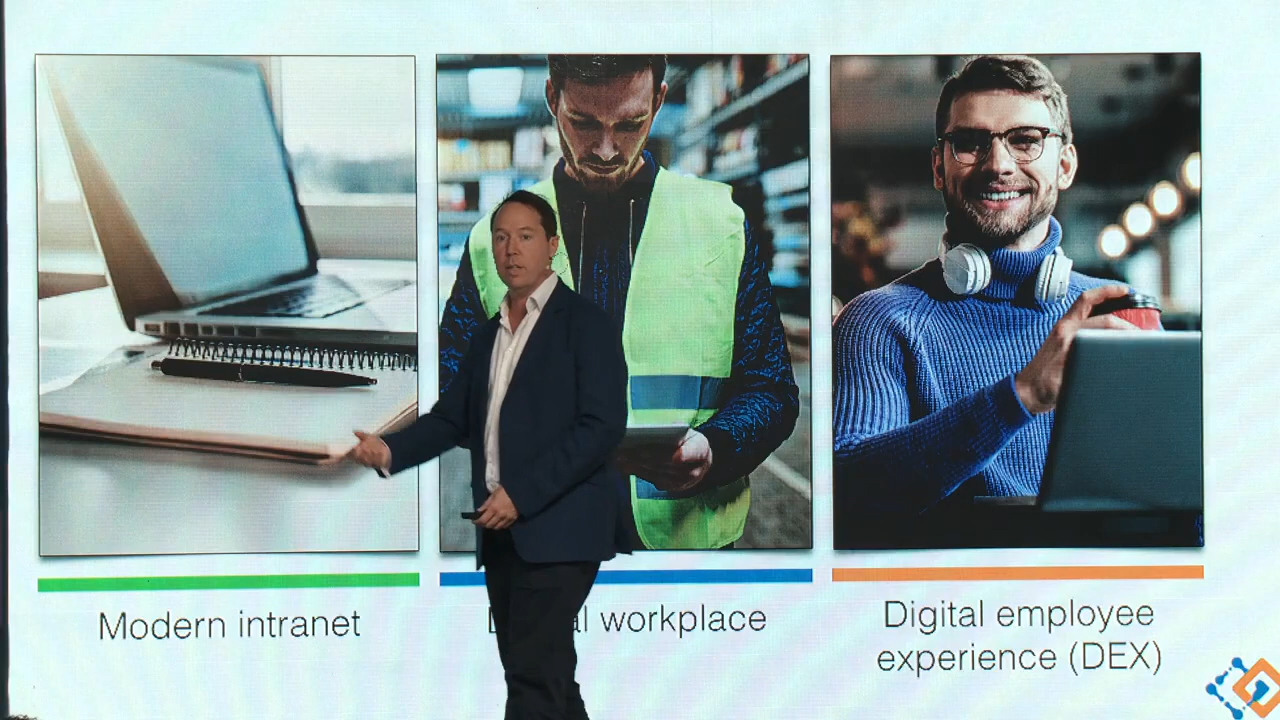 Modern intranet
workplace
Digital employee
experience (DEX)